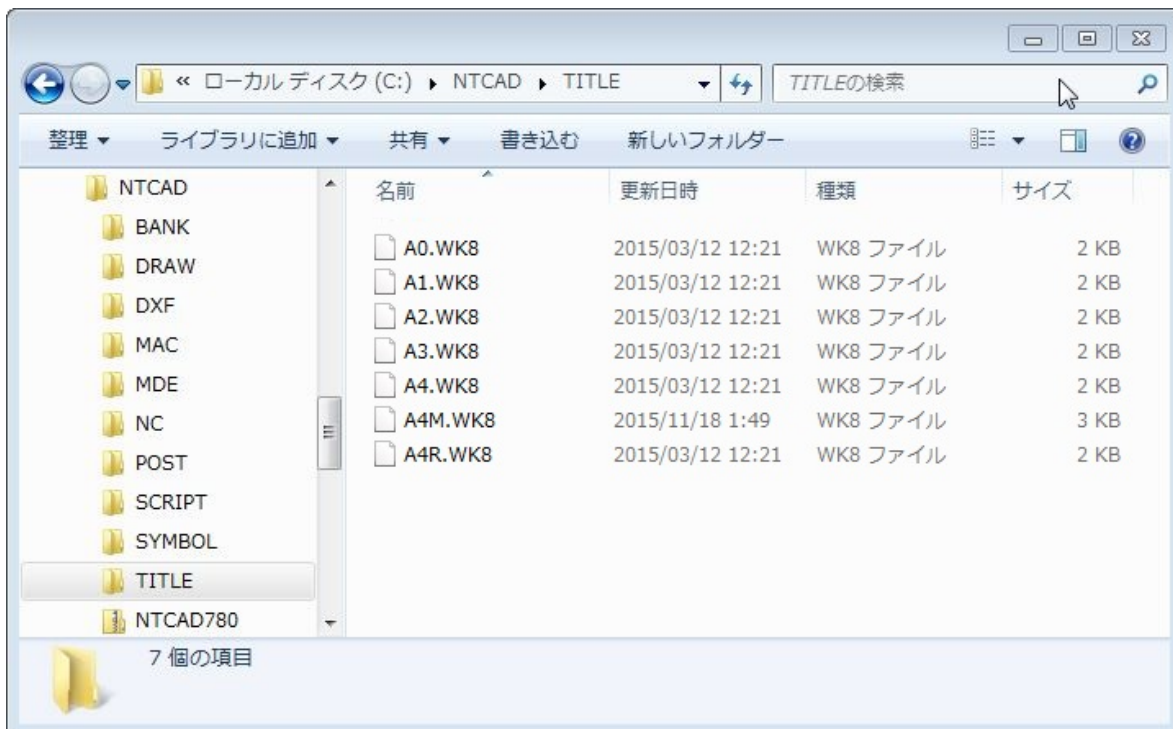 « ローカル ディスク (C:) ▸ NTCAD ▸ TITLE
TITLEの検索
整理 ライブラリに追加 共有 書き込む 新しいフォルダー
NTCAD
BANK
DRAW
DXF
MAC
MDE
NC
POST
SCRIPT
SYMBOL
TITLE
NTCAD780
名前 更新日時 種類 サイズ
A0.WK8 2015/03/12 12:21 WK8 ファイル 2 KB
A1.WK8 2015/03/12 12:21 WK8 ファイル 2 KB
A2.WK8 2015/03/12 12:21 WK8 ファイル 2 KB
A3.WK8 2015/03/12 12:21 WK8 ファイル 2 KB
A4.WK8 2015/03/12 12:21 WK8 ファイル 2 KB
A4M.WK8 2015/11/18 1:49 WK8 ファイル 3 KB
A4R.WK8 2015/03/12 12:21 WK8 ファイル 2 KB
7 個の項目